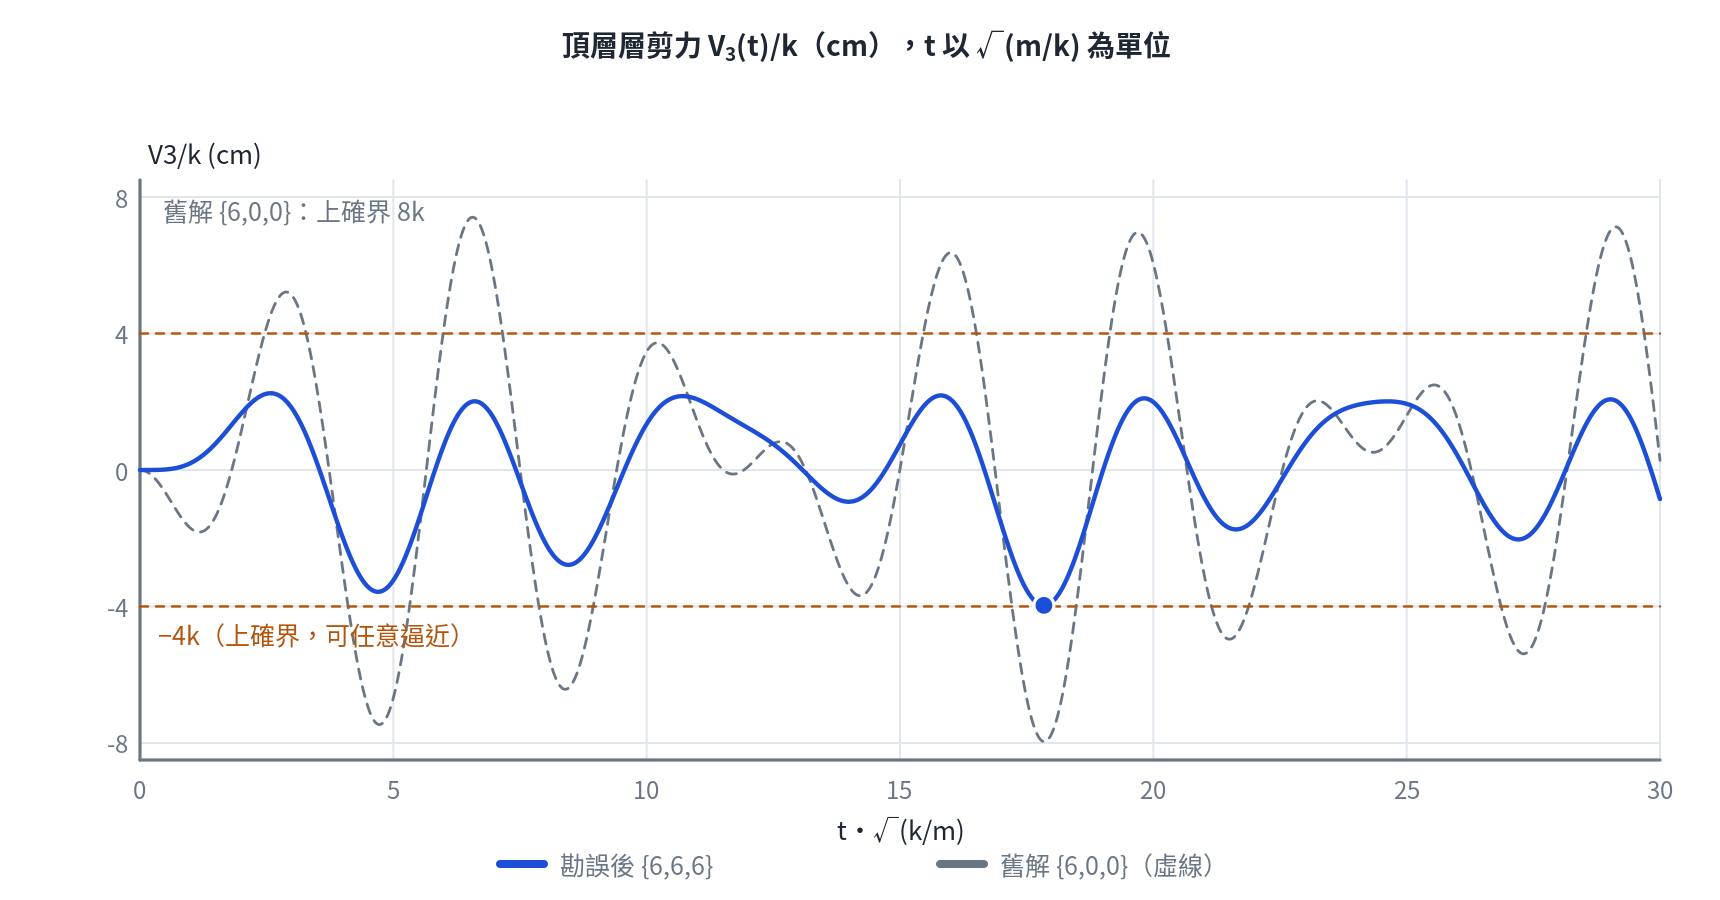 頂層層剪力 V₃(t)/k（cm），t 以 √(m/k) 為單位
V3/k (cm)
8
舊解 {6,0,0}：上確界 8k
4
0
-4
−4k（上確界，可任意逼近）
-8
0 5 10 15 20 25 30
t·√(k/m)
勘誤後 {6,6,6}
舊解 {6,0,0}（虛線）